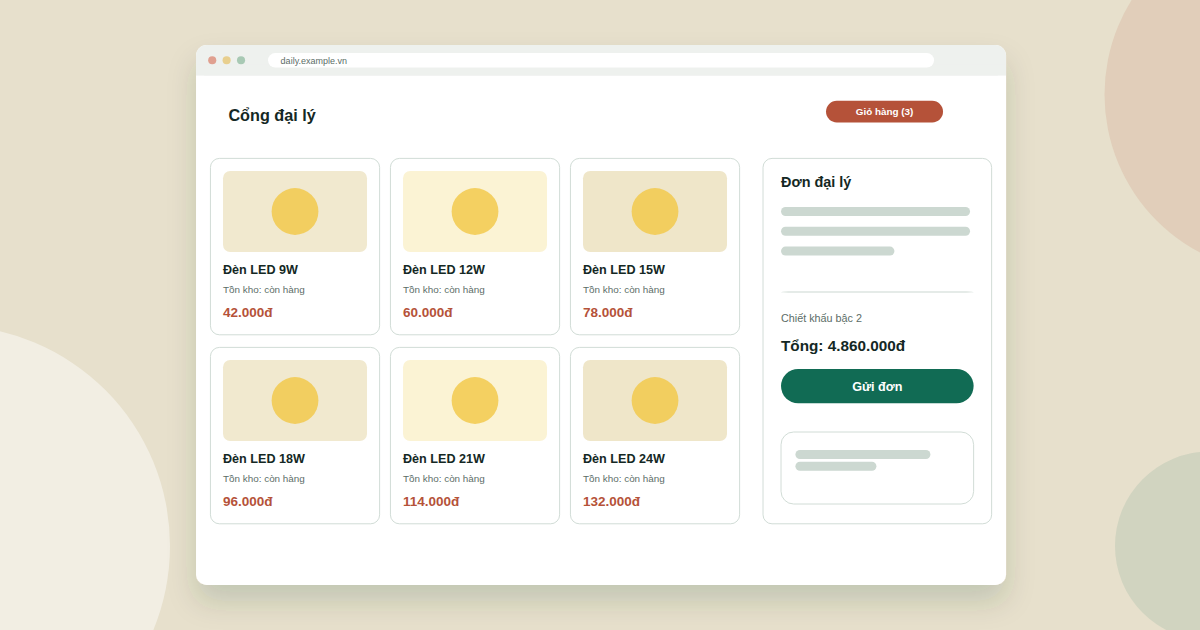 daily.example.vn
Cổng đại lý
Giỏ hàng (3)
Đèn LED 9W
Tồn kho: còn hàng
42.000đ
Đèn LED 12W
Tồn kho: còn hàng
60.000đ
Đèn LED 15W
Tồn kho: còn hàng
78.000đ
Đèn LED 18W
Tồn kho: còn hàng
96.000đ
Đèn LED 21W
Tồn kho: còn hàng
114.000đ
Đèn LED 24W
Tồn kho: còn hàng
132.000đ
Đơn đại lý
Chiết khấu bậc 2
Tổng: 4.860.000đ
Gửi đơn